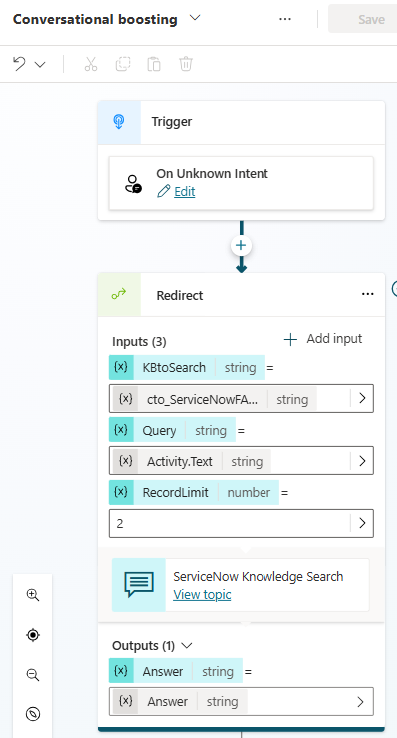 Conversational boosting
Save
Trigger
On Unknown Intent
Edit
Redirect
Inputs (3)
Add input
{x} KBtoSearch string =
{x} cto_ServiceNowFA... string
{x} Query string =
{x} Activity.Text string
{x} RecordLimit number =
2
ServiceNow Knowledge Search
View topic
Outputs (1)
{x} Answer string =
{x} Answer string